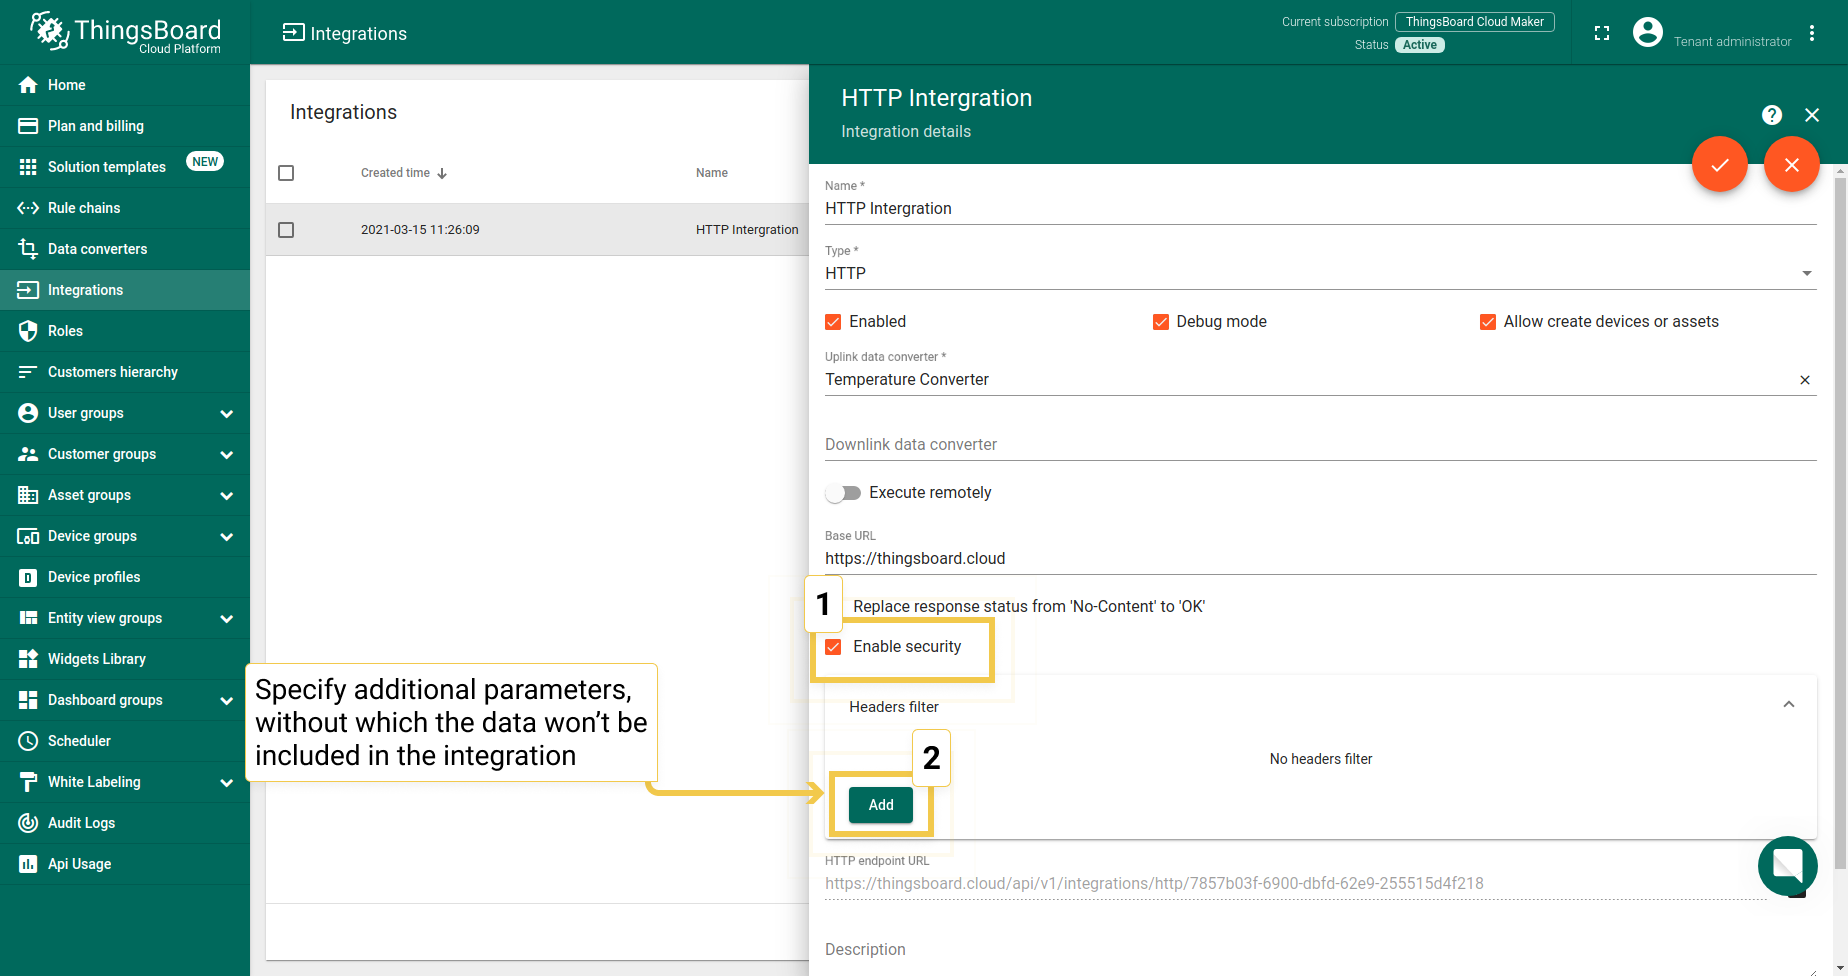 ThingsBoard
Cloud Platform
Integrations
Current subscription
ThingsBoard Cloud Maker
Status
Active
Tenant administrator
Home
Plan and billing
Solution templates
NEW
Rule chains
Data converters
Integrations
Roles
Customers hierarchy
User groups
Customer groups
Asset groups
Device groups
Device profiles
Entity view groups
Widgets Library
Dashboard groups
Scheduler
White Labeling
Audit Logs
Api Usage
Integrations
Created time
Name
2021-03-15 11:26:09
HTTP Intergration
Specify additional parameters,
without which the data won’t be
included in the integration
HTTP Intergration
Integration details
Name *
HTTP Intergration
Type *
HTTP
Enabled
Debug mode
Allow create devices or assets
Uplink data converter *
Temperature Converter
Downlink data converter
Execute remotely
Base URL
https://thingsboard.cloud
1
Replace response status from 'No-Content' to 'OK'
Enable security
Headers filter
No headers filter
2
Add
HTTP endpoint URL
https://thingsboard.cloud/api/v1/integrations/http/7857b03f-6900-dbfd-62e9-255515d4f218
Description